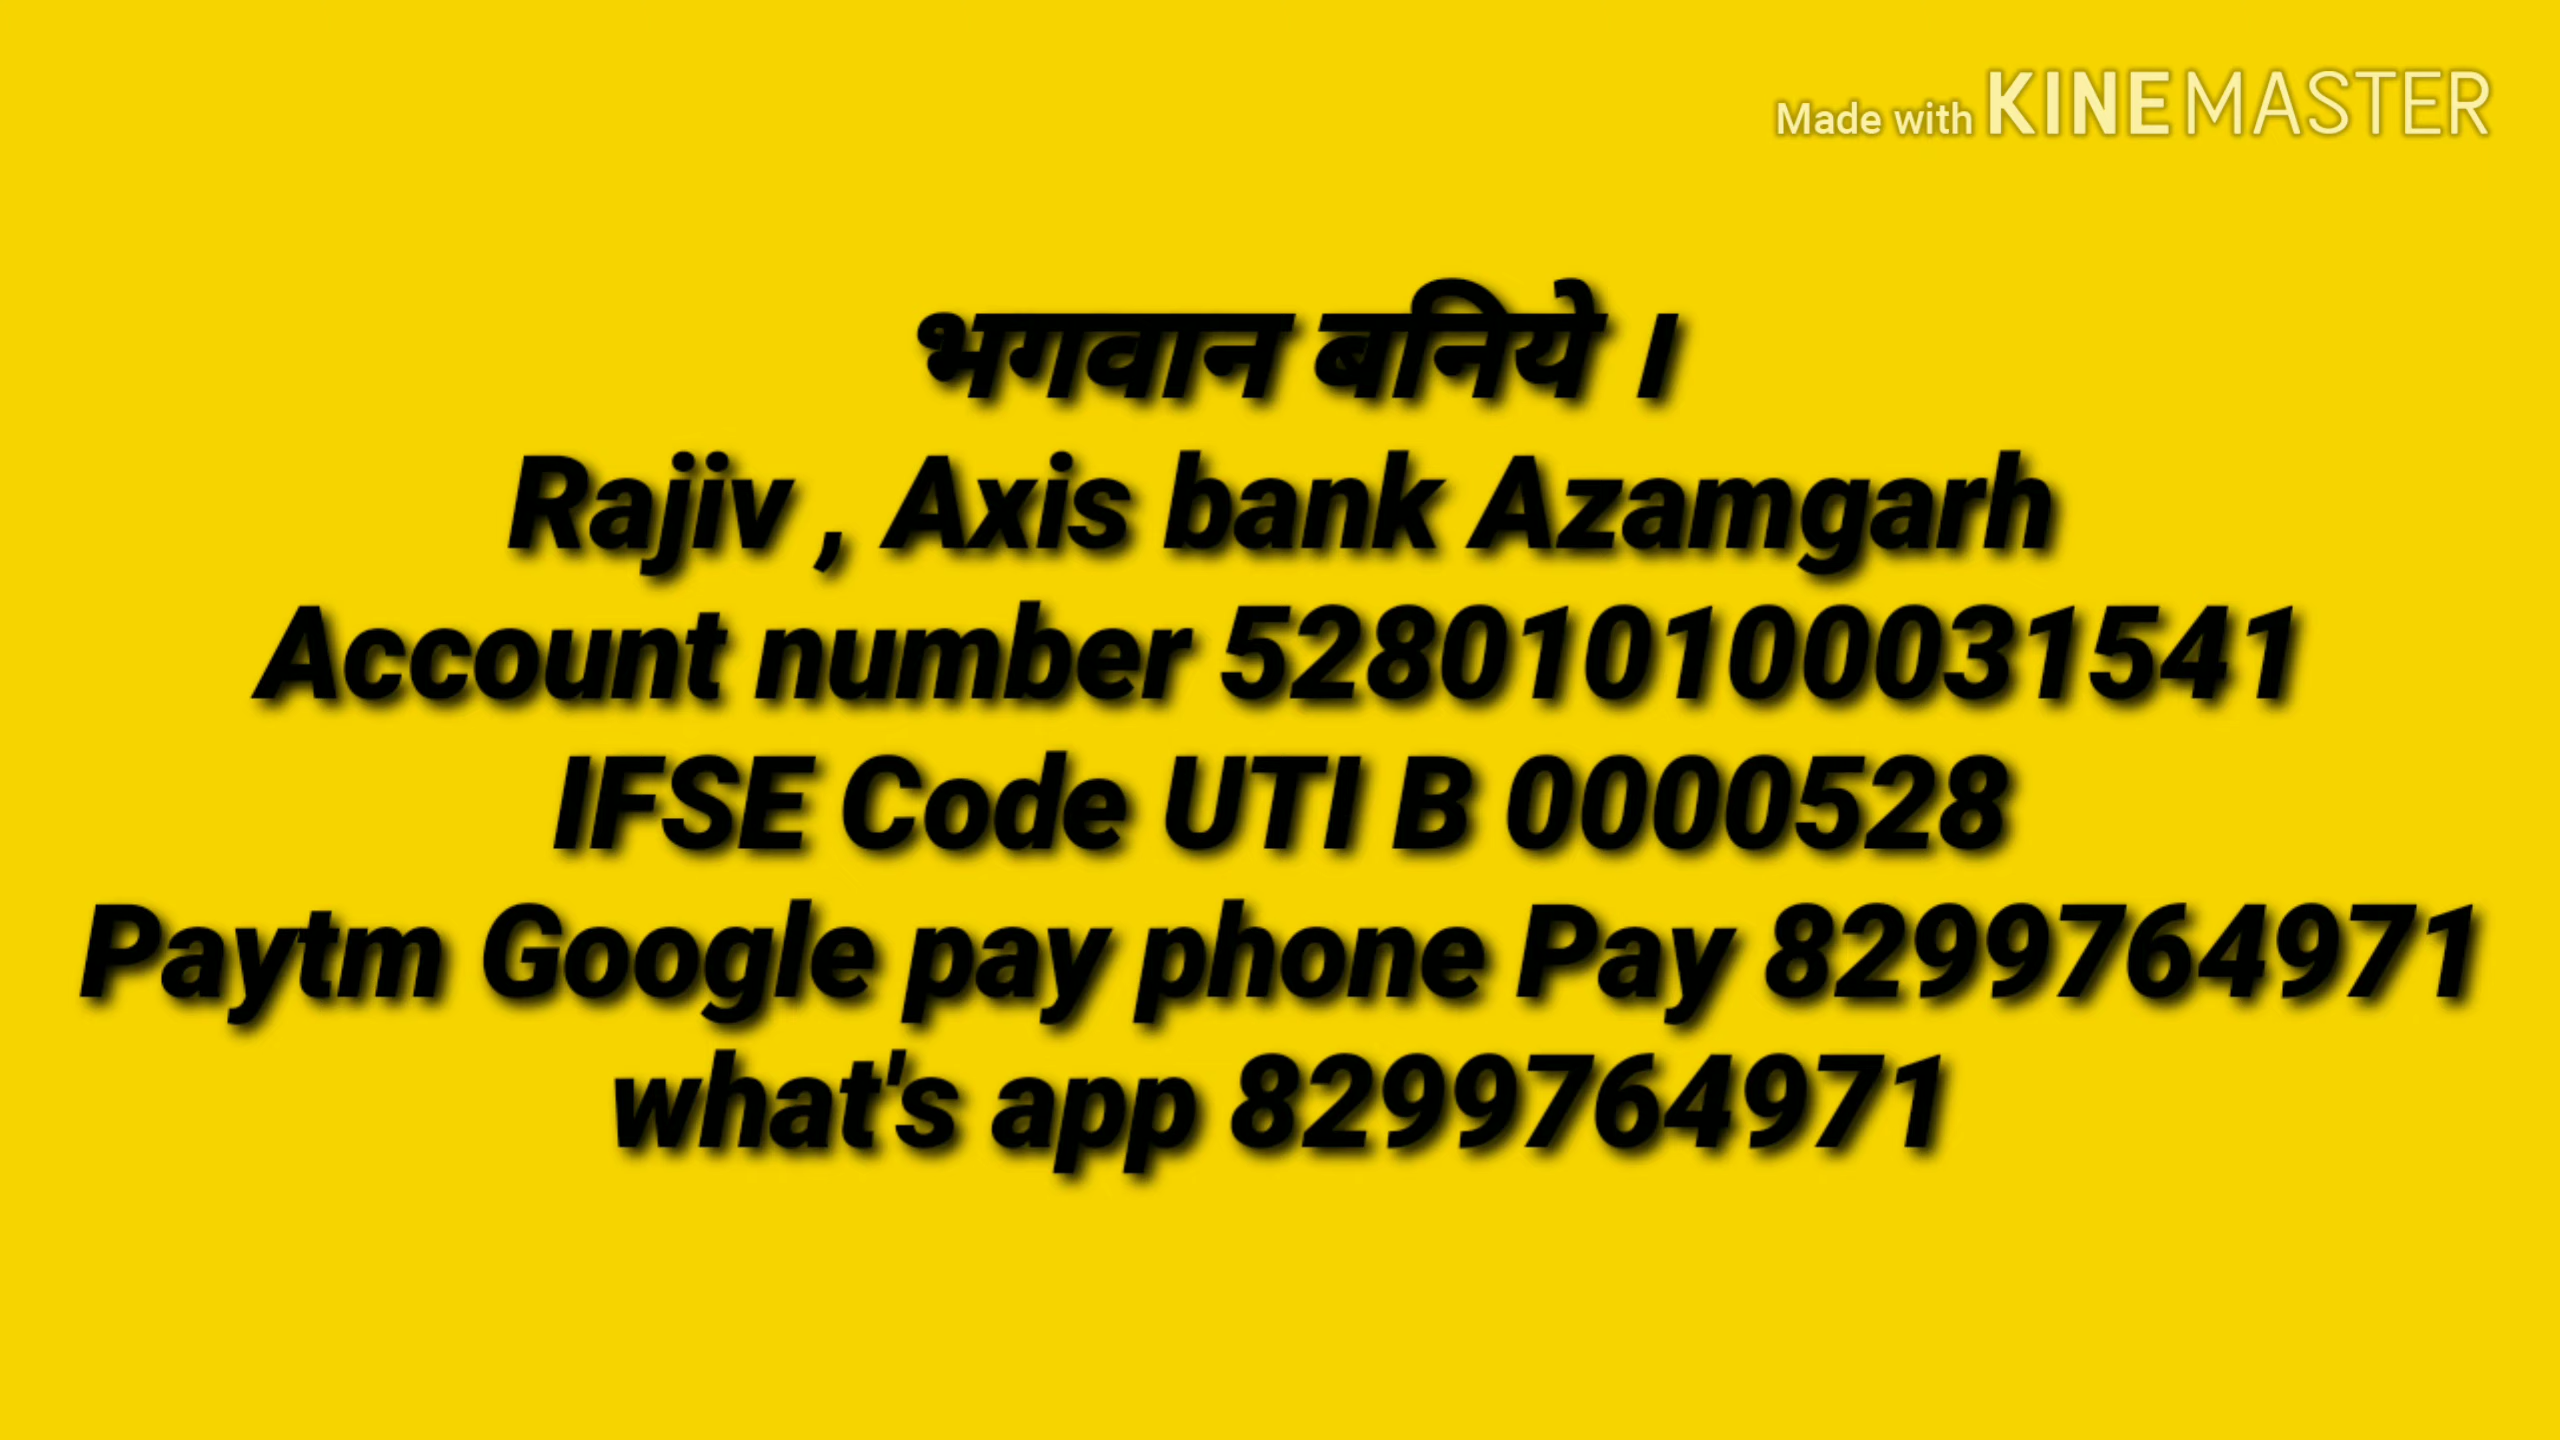 Made with KINEMASTER
भगवान बनिये ।
Rajiv , Axis bank Azamgarh
Account number 528010100031541
IFSE Code UTI B 0000528
Paytm Google pay phone Pay 8299764971
what's app 8299764971